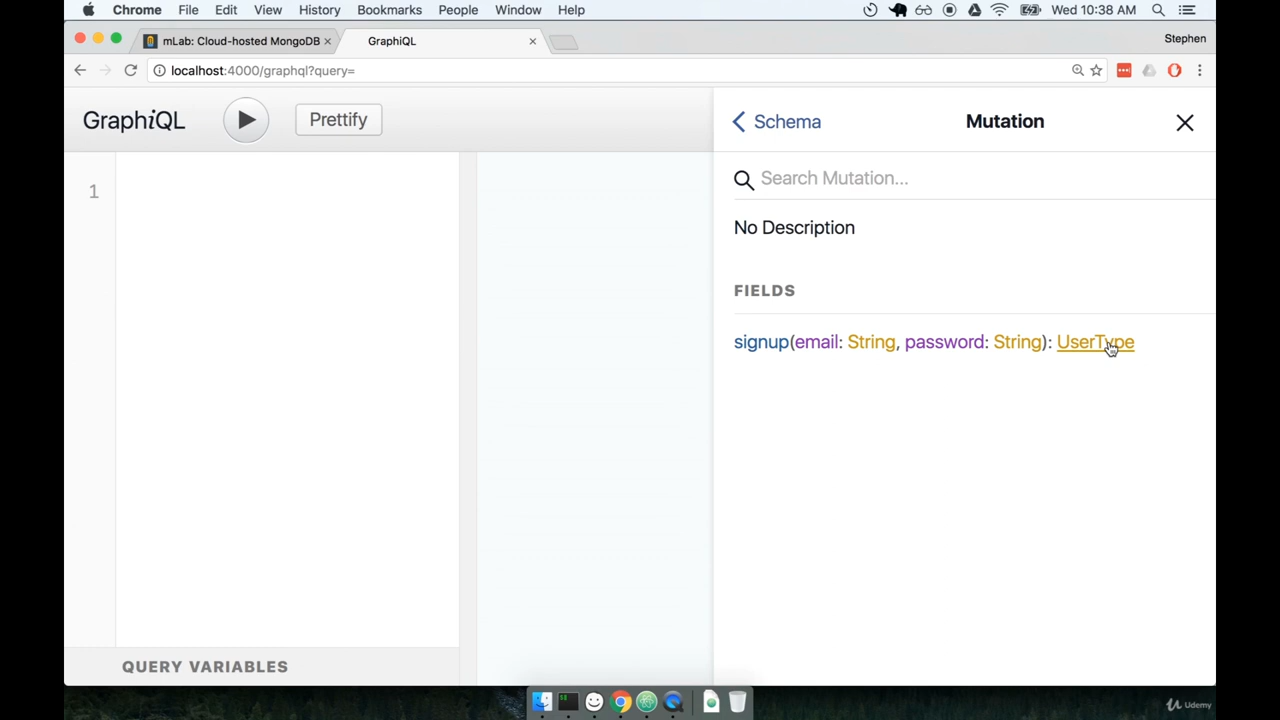 Chrome File Edit View History Bookmarks People Window Help Wed 10:38 AM
mLab: Cloud-hosted MongoDB GraphiQL Stephen
localhost:4000/graphql?query=
GraphiQL Prettify Schema Mutation
1
Search Mutation...
No Description
FIELDS
signup(email: String, password: String): UserType
QUERY VARIABLES
Udemy